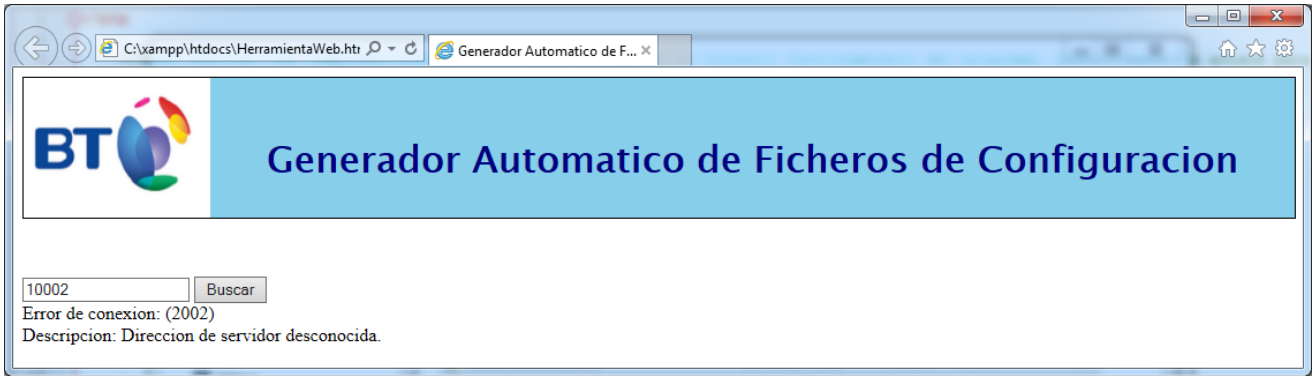 C:\xampp\htdocs\HerramientaWeb.htm
Generador Automatico de F...
BT
Generador Automatico de Ficheros de Configuracion
10002
Buscar
Error de conexion: (2002)
Descripcion: Direccion de servidor desconocida.